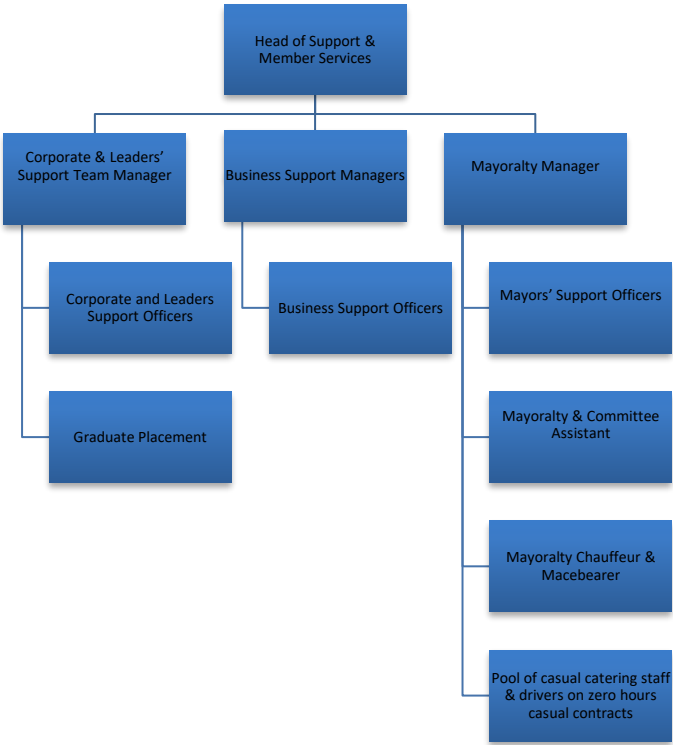 Head of Support &
Member Services
Corporate & Leaders’
Support Team Manager
Business Support Managers
Mayoralty Manager
Corporate and Leaders
Support Officers
Business Support Officers
Mayors’ Support Officers
Graduate Placement
Mayoralty & Committee
Assistant
Mayoralty Chauffeur &
Macebearer
Pool of casual catering staff
& drivers on zero hours
casual contracts